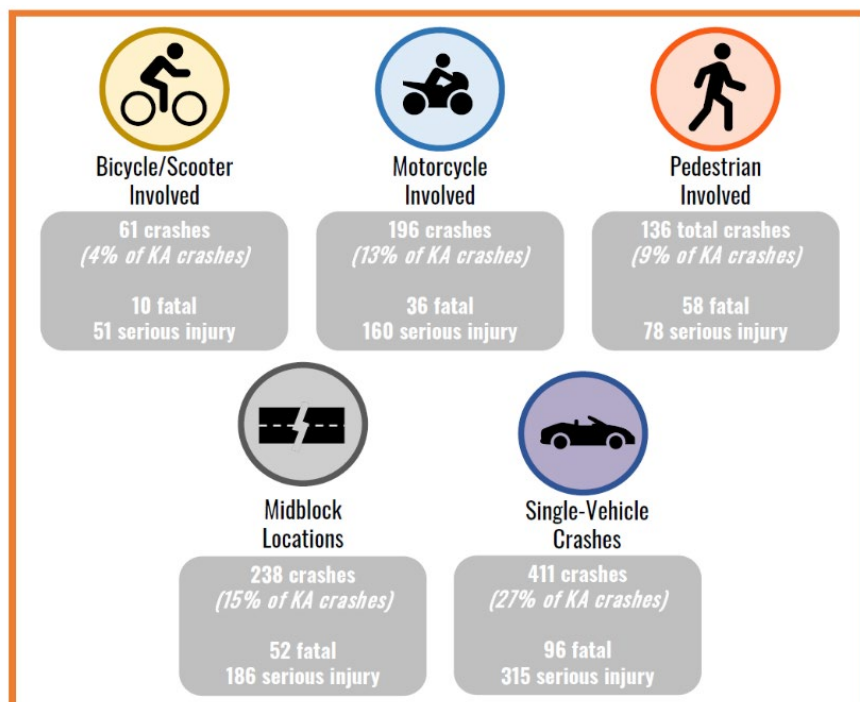 Bicycle/Scooter
Involved
61 crashes
(4% of KA crashes)
10 fatal
51 serious injury
Motorcycle
Involved
196 crashes
(13% of KA crashes)
36 fatal
160 serious injury
Pedestrian
Involved
136 total crashes
(9% of KA crashes)
58 fatal
78 serious injury
Midblock
Locations
238 crashes
(15% of KA crashes)
52 fatal
186 serious injury
Single-Vehicle
Crashes
411 crashes
(27% of KA crashes)
96 fatal
315 serious injury